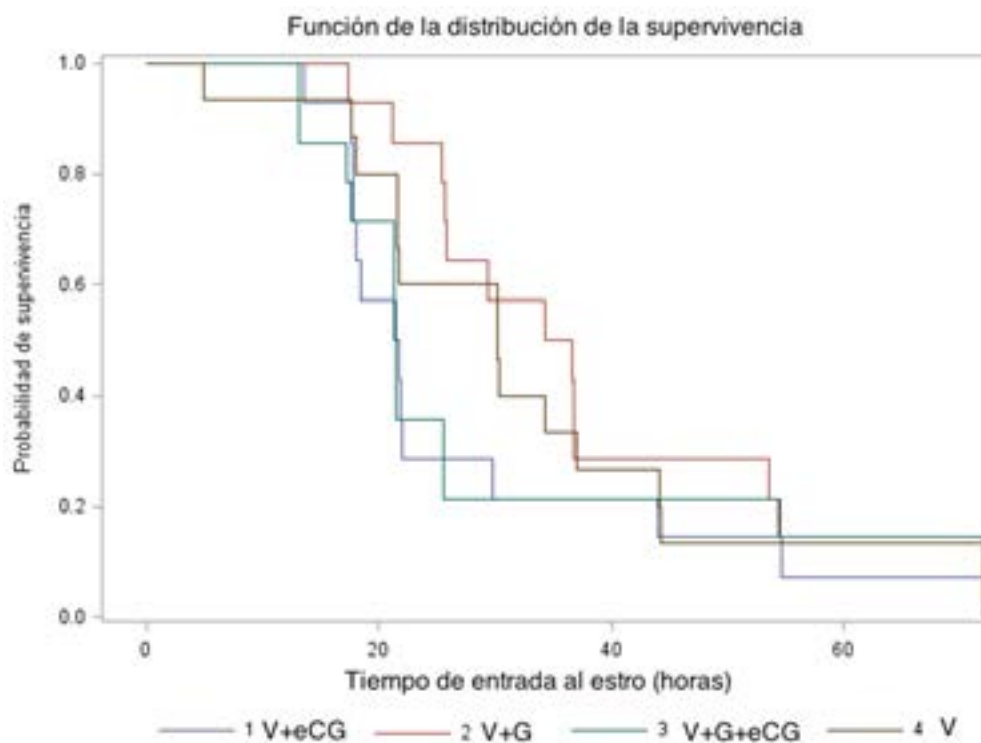 Función de la distribución de la supervivencia
Probabilidad de supervivencia
1.0
0.8
0.6
0.4
0.2
0.0
0 20 40 60
Tiempo de entrada al estro (horas)
1 V+eCG 2 V+G 3 V+G+eCG 4 V